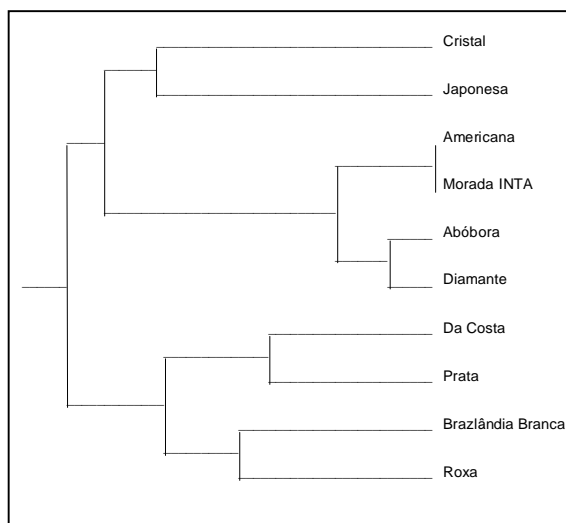 Cristal
Japonesa
Americana
Morada INTA
Abóbora
Diamante
Da Costa
Prata
Brazlândia Branca
Roxa